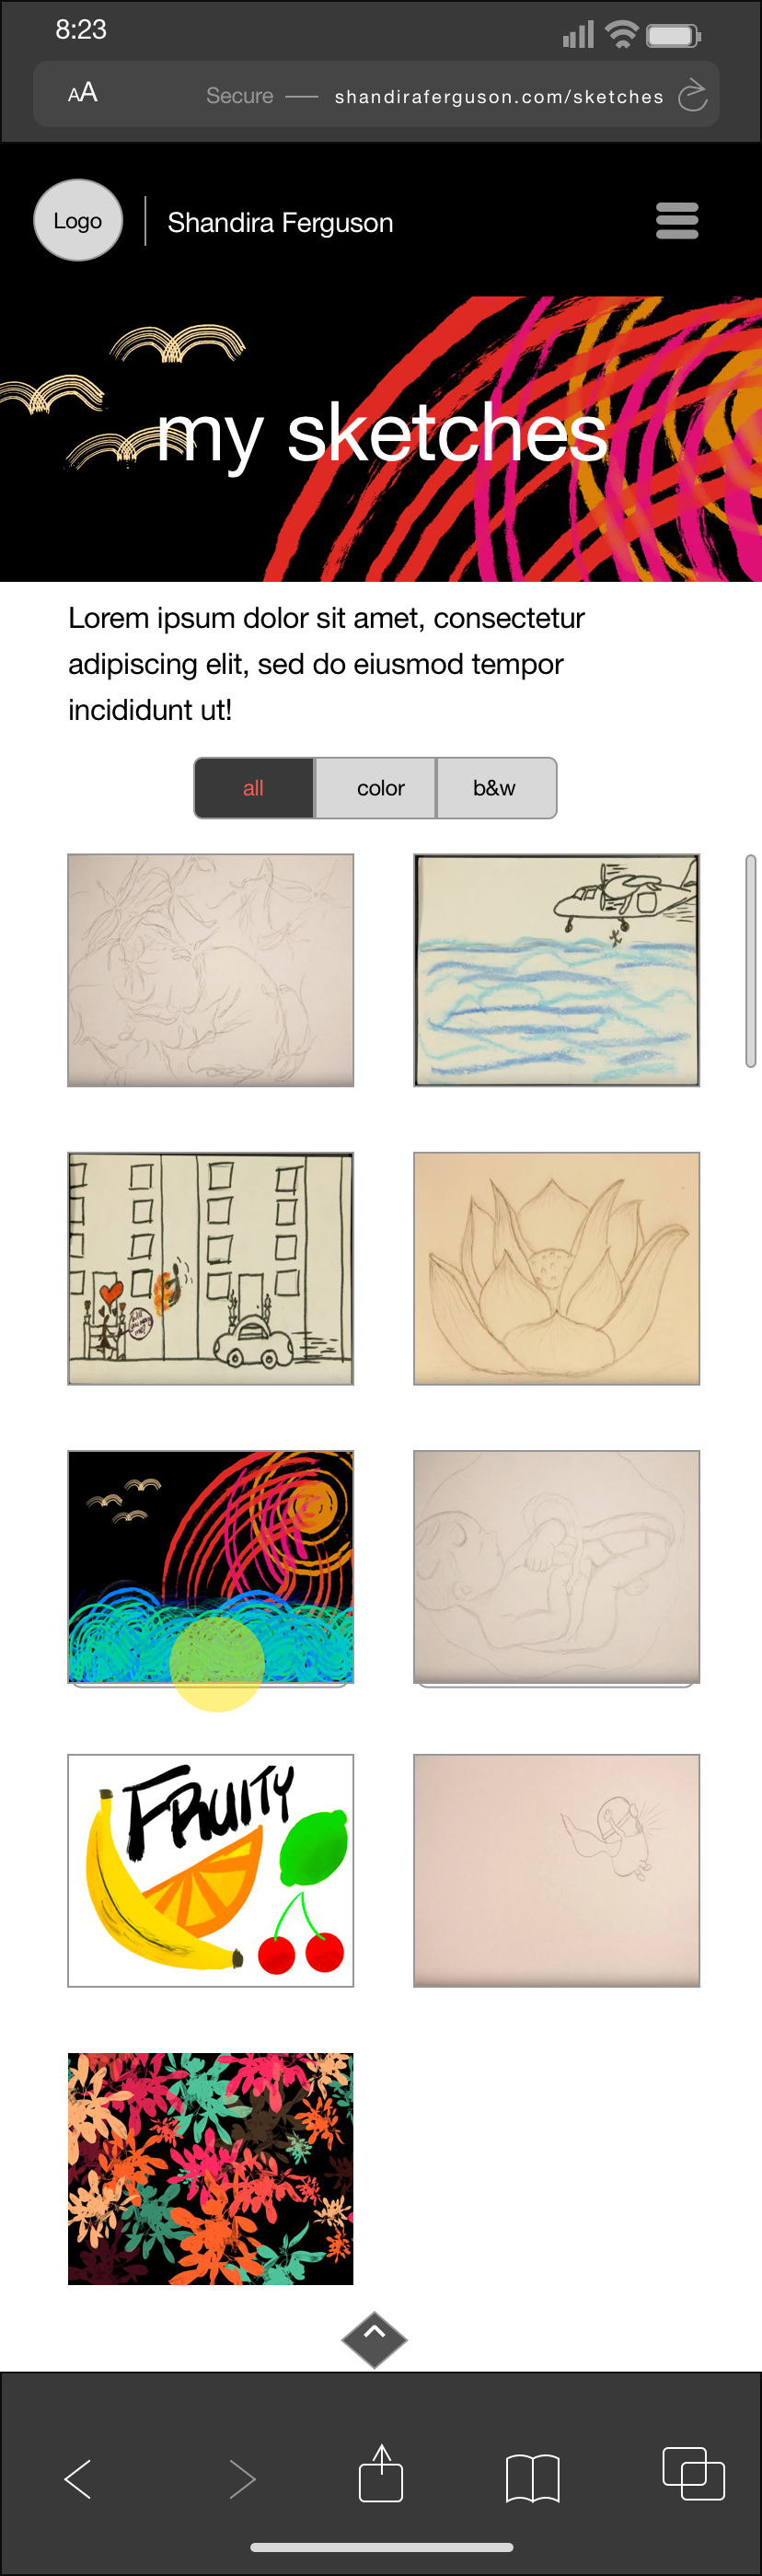 8:23
AA
Secure — shandiraferguson.com/sketches
Logo
Shandira Ferguson
my sketches
Lorem ipsum dolor sit amet, consectetur
adipiscing elit, sed do eiusmod tempor
incididunt ut!
all
color
b&w
FRUITY